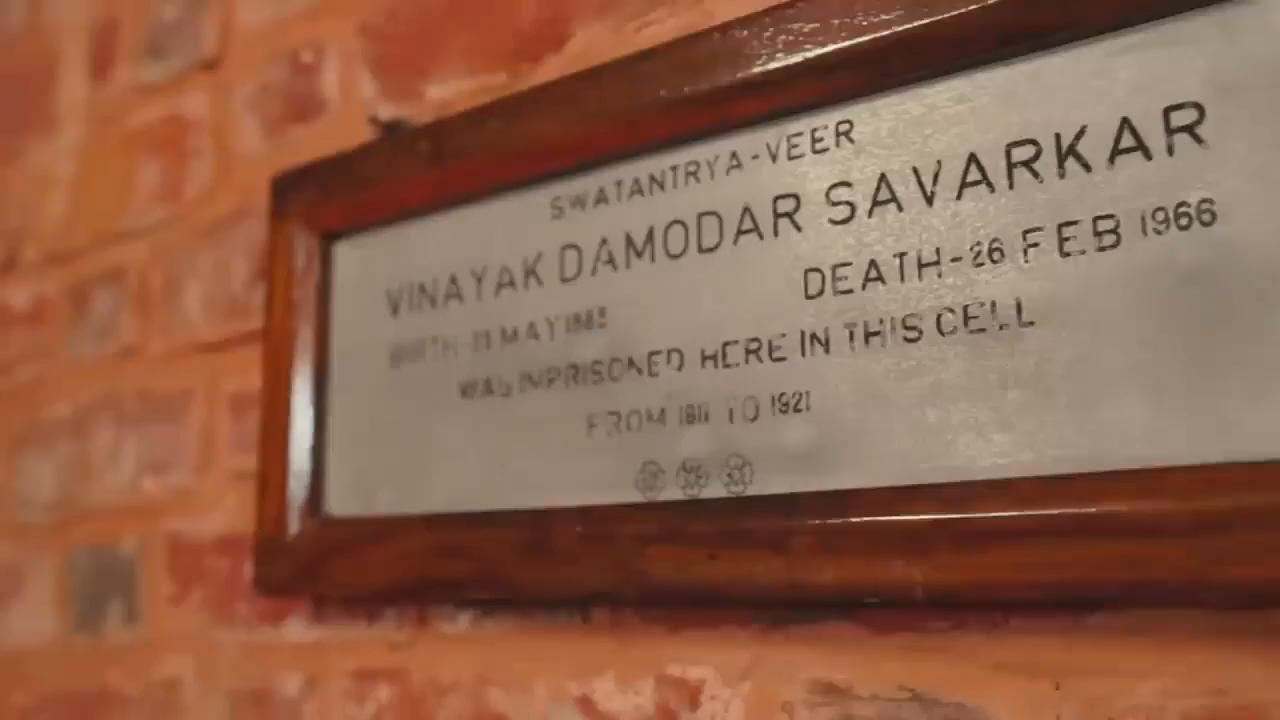 SWATANTRYA-VEER
VINAYAK DAMODAR SAVARKAR
BIRTH-28 MAY 1883 DEATH-26 FEB 1966
WAS IMPRISONED HERE IN THIS CELL
FROM 1911 TO 1921